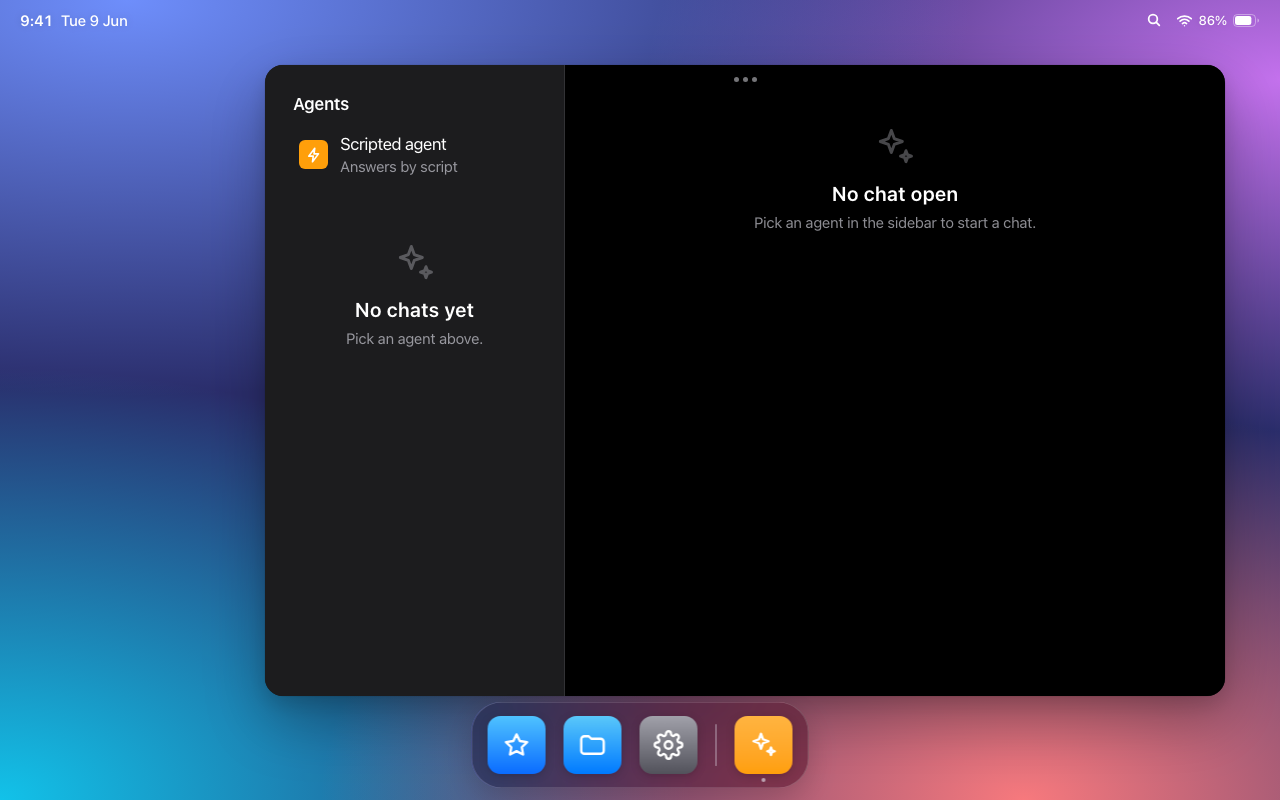 9:41 Tue 9 Jun
86%
Agents
Scripted agent
Answers by script
No chats yet
Pick an agent above.
No chat open
Pick an agent in the sidebar to start a chat.